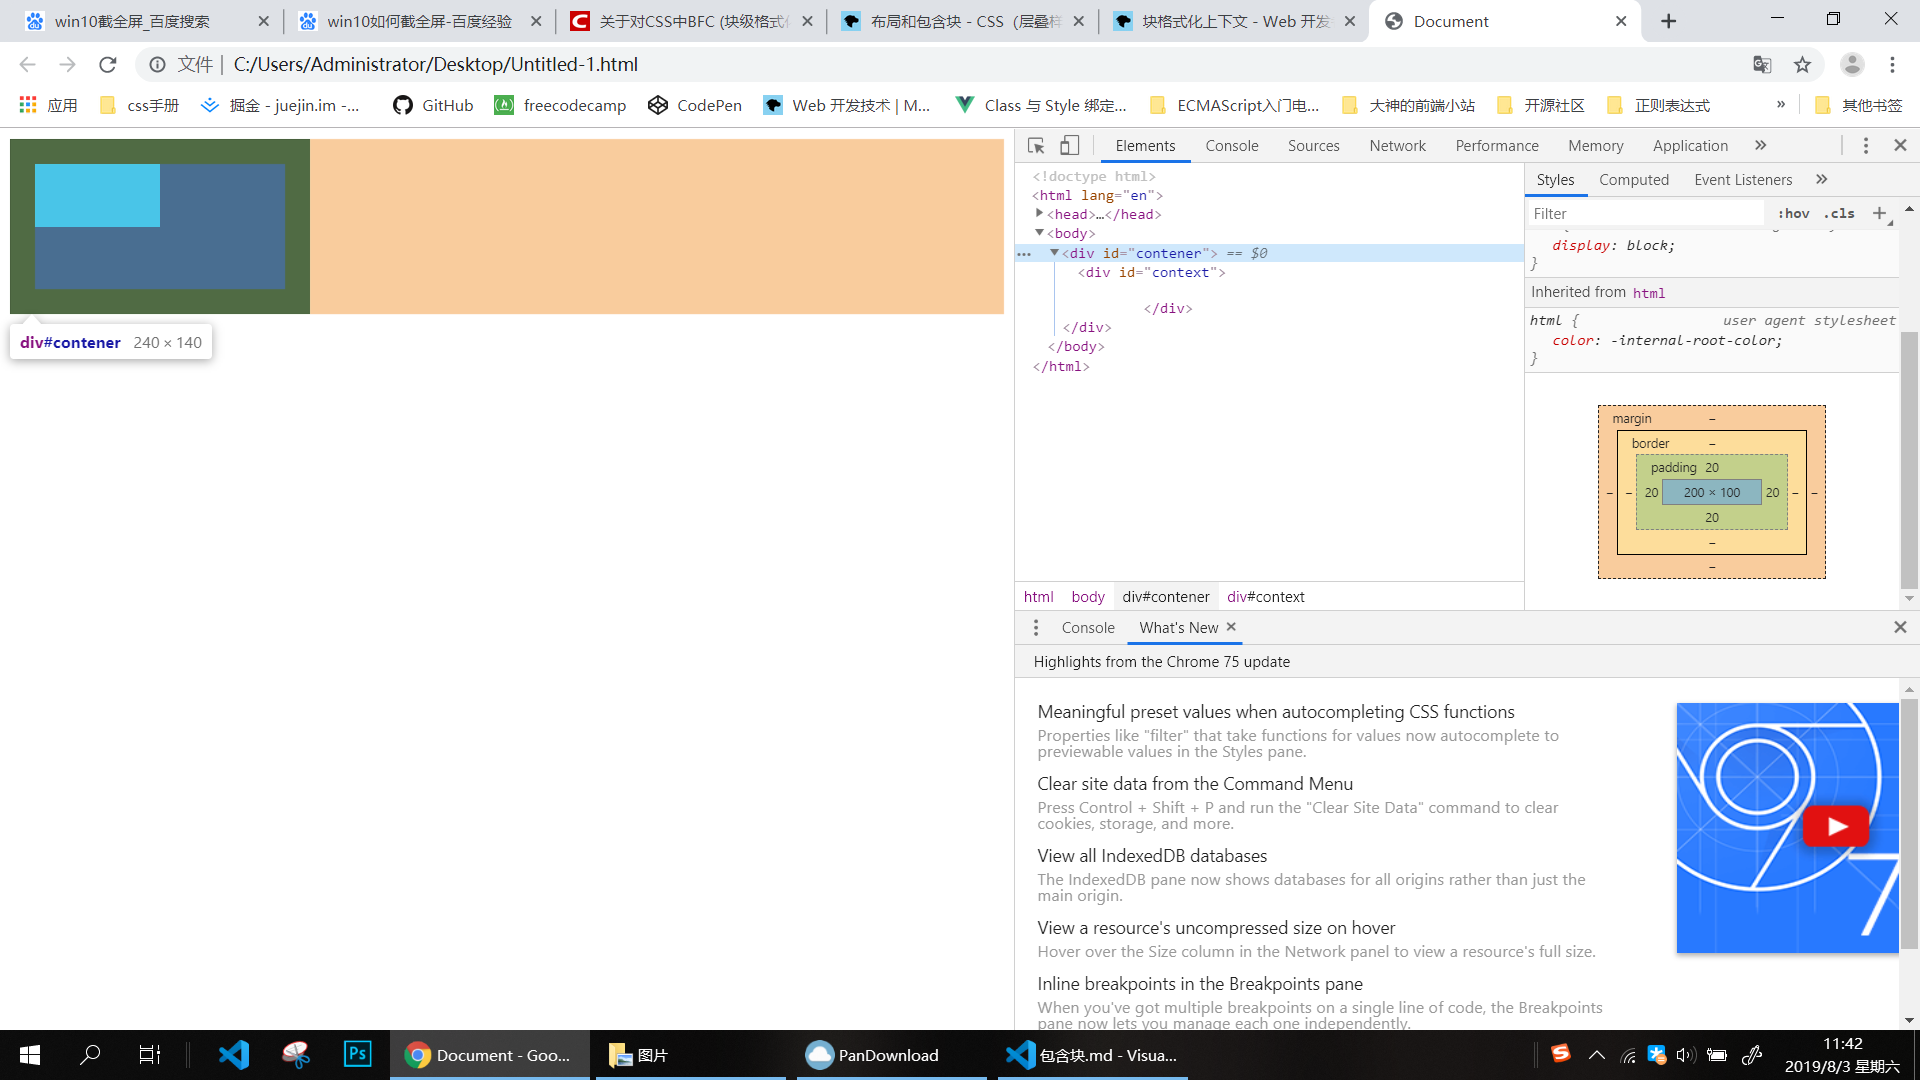 win10截全屏_百度搜索
win10如何截全屏-百度经验
关于对CSS中BFC (块级格式
布局和包含块 - CSS（层叠样
块格式化上下文 - Web 开发
Document
文件 | C:/Users/Administrator/Desktop/Untitled-1.html
应用
css手册
掘金 - juejin.im -...
GitHub
freecodecamp
CodePen
Web 开发技术 | M...
Class 与 Style 绑定...
ECMAScript入门电...
大神的前端小站
开源社区
正则表达式
»
其他书签
div#contener 240 × 140
Elements Console Sources Network Performance Memory Application »
<!doctype html>
<html lang="en">
<head>…</head>
<body>
<div id="contener"> == $0
<div id="context">
</div>
</div>
</body>
</html>
html body div#contener div#context
Styles Computed Event Listeners »
Filter :hov .cls +
display: block;
}
Inherited from html
html { user agent stylesheet
color: -internal-root-color;
}
margin –
border –
padding 20
– – 20 200 × 100 20 – –
20
–
–
Console What's New
Highlights from the Chrome 75 update
Meaningful preset values when autocompleting CSS functions
Properties like "filter" that take functions for values now autocomplete to
previewable values in the Styles pane.
Clear site data from the Command Menu
Press Control + Shift + P and run the "Clear Site Data" command to clear
cookies, storage, and more.
View all IndexedDB databases
The IndexedDB pane now shows databases for all origins rather than just the
main origin.
View a resource's uncompressed size on hover
Hover over the Size column in the Network panel to view a resource's full size.
Inline breakpoints in the Breakpoints pane
When you've got multiple breakpoints on a single line of code, the Breakpoints
pane now lets you manage each one independently.
Ps
Document - Goo...
图片
PanDownload
包含块.md - Visua...
11:42
2019/8/3 星期六